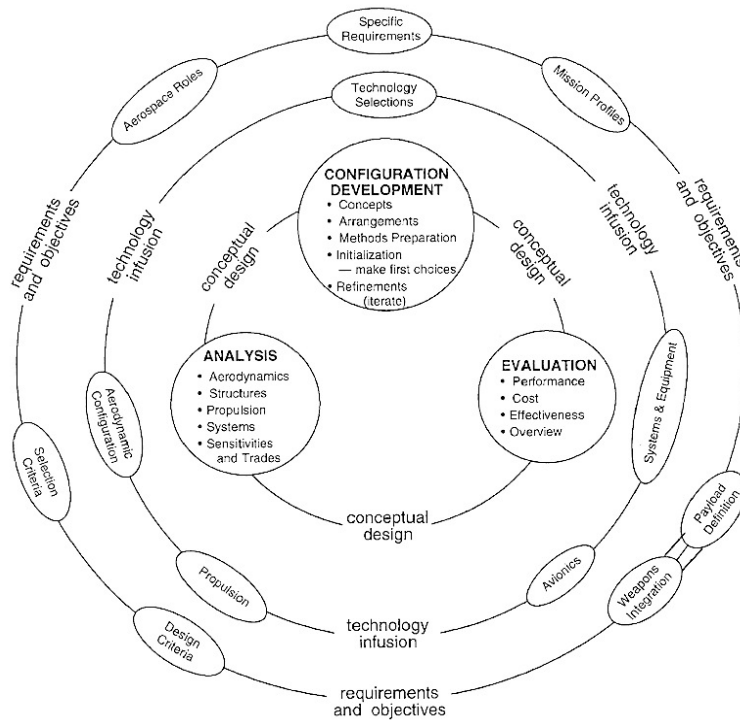 Specific
Requirements
Aerospace Roles
Mission Profiles
Technology
Selections
CONFIGURATION
DEVELOPMENT
• Concepts
• Arrangements
• Methods Preparation
• Initialization
— make first choices
• Refinements
(iterate)
requirements
and objectives
technology
infusion
conceptual
design
conceptual
design
technology
infusion
requirements
and objectives
ANALYSIS
• Aerodynamics
• Structures
• Propulsion
• Systems
• Sensitivities
and Trades
EVALUATION
• Performance
• Cost
• Effectiveness
• Overview
Systems & Equipment
Aerodynamic
Configuration
Selection
Criteria
Payload
Definition
conceptual
design
Propulsion
Avionics
Weapons
Integration
Design
Criteria
technology
infusion
requirements
and objectives